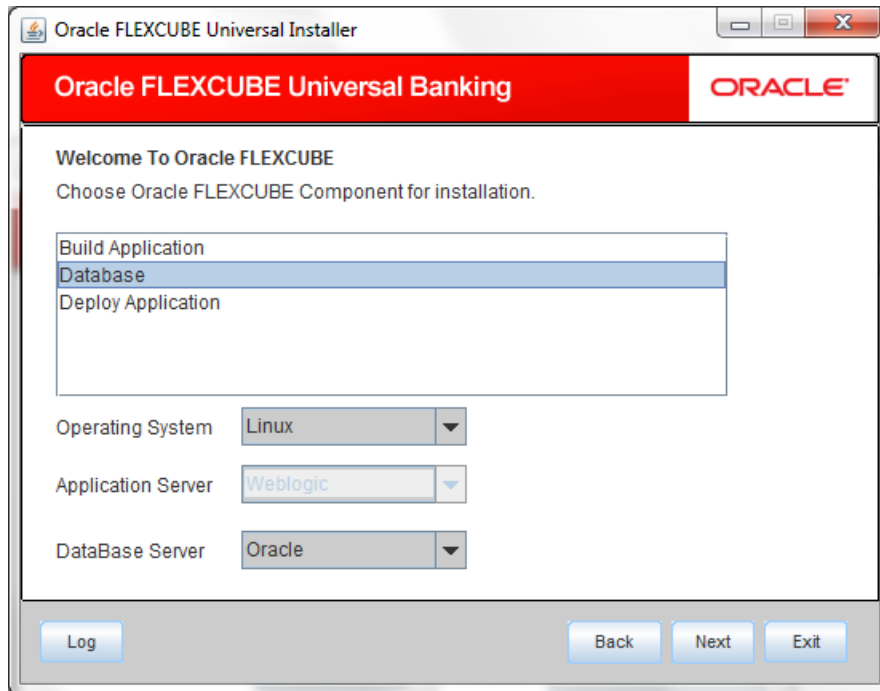 Oracle FLEXCUBE Universal Installer
Oracle FLEXCUBE Universal Banking
ORACLE'
Welcome To Oracle FLEXCUBE
Choose Oracle FLEXCUBE Component for installation.
Build Application
Database
Deploy Application
Operating System Linux
Application Server Weblogic
DataBase Server Oracle
Log Back Next Exit